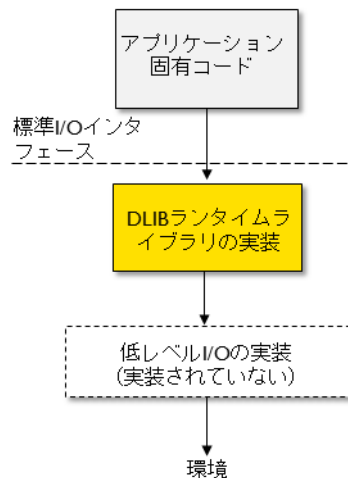 アプリケーション
固有コード
標準I/Oインタ
フェース
DLIBランタイムラ
イブラリの実装
低レベルI/Oの実装
（実装されていない）
環境